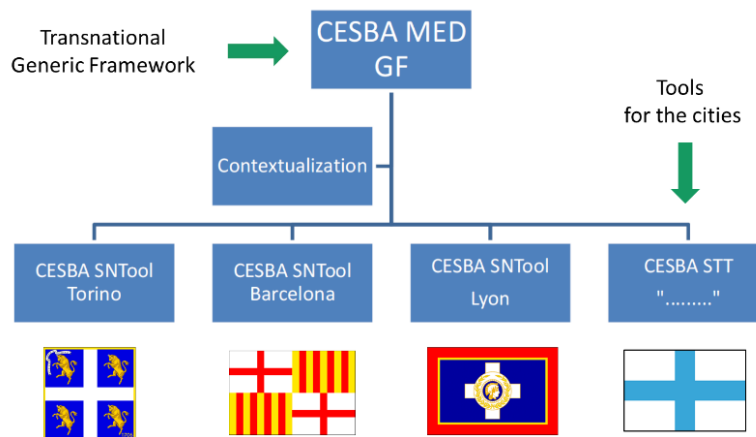 Transnational
Generic Framework
CESBA MED
GF
Tools
for the cities
Contextualization
CESBA SNTool
Torino
CESBA SNTool
Barcelona
CESBA SNTool
Lyon
CESBA STT
"........."